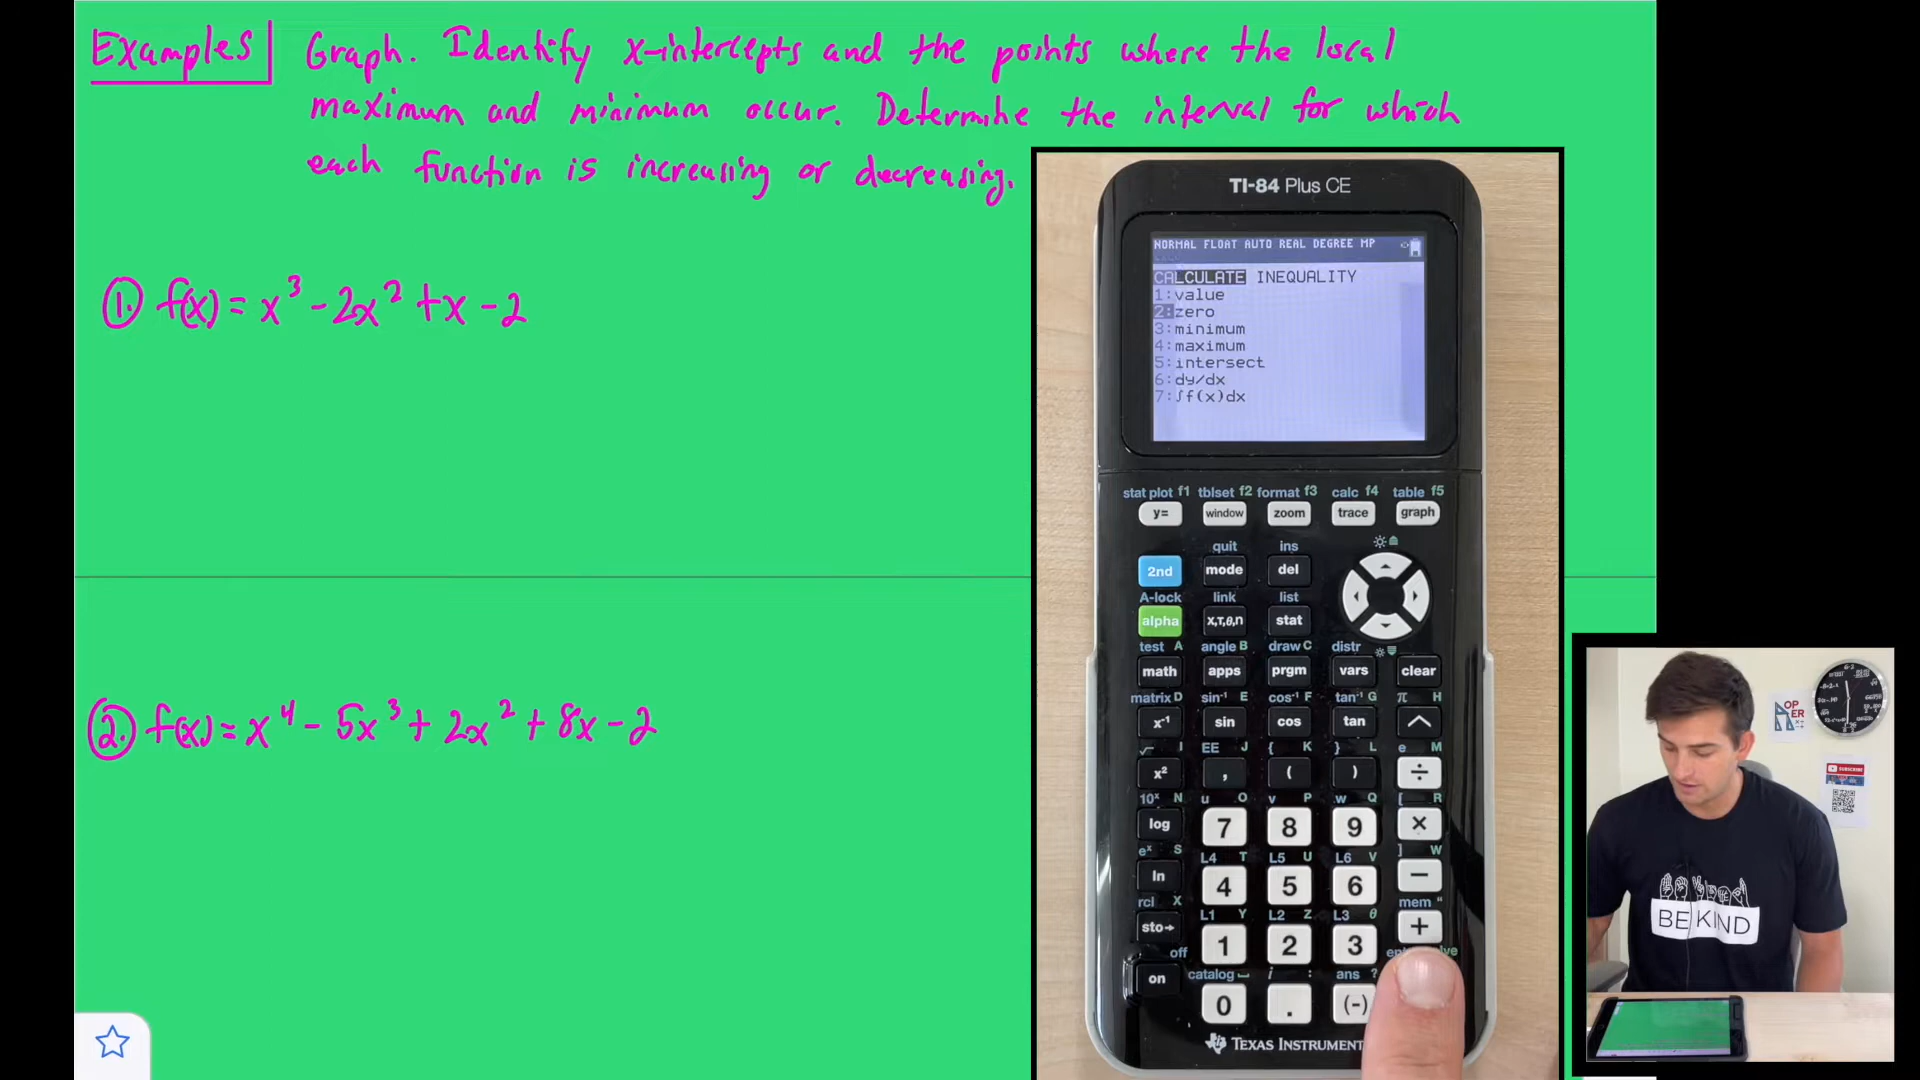 Examples Graph. Identify x-intercepts and the points where the local
maximum and minimum occur. Determine the interval for which
each function is increasing or decreasing.
① f(x) = x³ - 2x² + x - 2
② f(x) = x⁴ - 5x³ + 2x² + 8x - 2
TI-84 Plus CE
NORMAL FLOAT AUTO REAL DEGREE MP
CALCULATE INEQUALITY
1:value
2:zero
3:minimum
4:maximum
5:intersect
6:dy/dx
7:∫f(x)dx
stat plot f1 tblset f2 format f3 calc f4 table f5
y= window zoom trace graph
quit ins
2nd mode del
A-lock link list
alpha X,T,θ,n stat
test A angle B draw C distr
math apps prgm vars clear
matrix D sin⁻¹ E cos⁻¹ F tan⁻¹ G π H
x⁻¹ sin cos tan ^
√ I EE J { K } L e M
x² , ( ) ÷
10ˣ N u O v P w Q [ R
log 7 8 9 ×
eˣ S L4 T L5 U L6 V ] W
ln 4 5 6 −
rcl X L1 Y L2 Z L3 θ mem "
sto→ 1 2 3 +
off catalog i : ans ?
on 0 . (-)
TEXAS INSTRUMENT
OP
ER
SUBSCRIBE
BE KIND